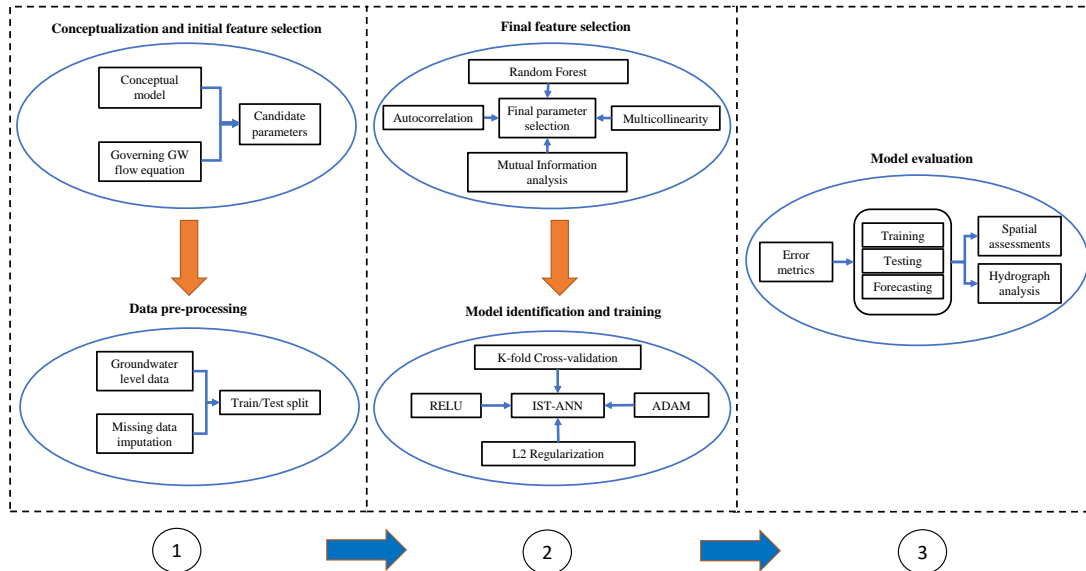 Conceptualization and initial feature selection
Conceptual
model
Governing GW
flow equation
Candidate
parameters
Data pre-processing
Groundwater
level data
Missing data
imputation
Train/Test split
Final feature selection
Random Forest
Autocorrelation
Final parameter
selection
Multicollinearity
Mutual Information
analysis
Model identification and training
K-fold Cross-validation
RELU
IST-ANN
ADAM
L2 Regularization
Model evaluation
Error
metrics
Training
Testing
Forecasting
Spatial
assessments
Hydrograph
analysis
1
2
3